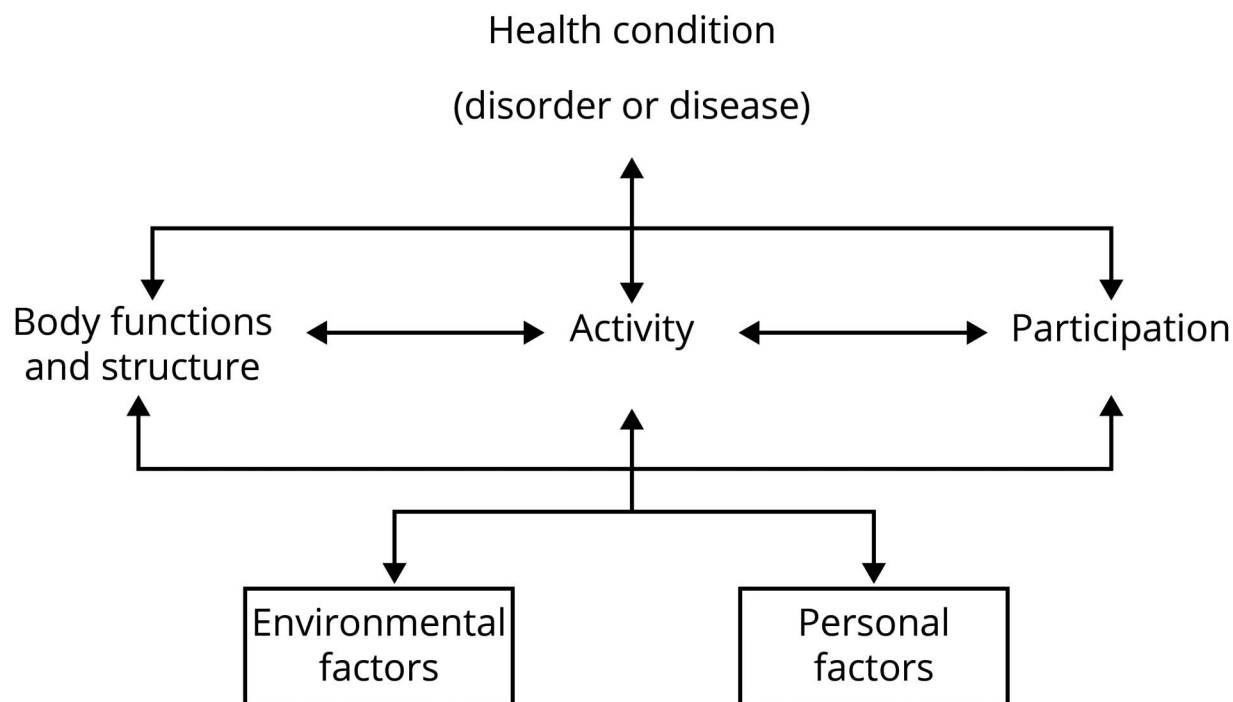 Health condition
(disorder or disease)
Body functions
and structure
Activity
Participation
Environmental
factors
Personal
factors